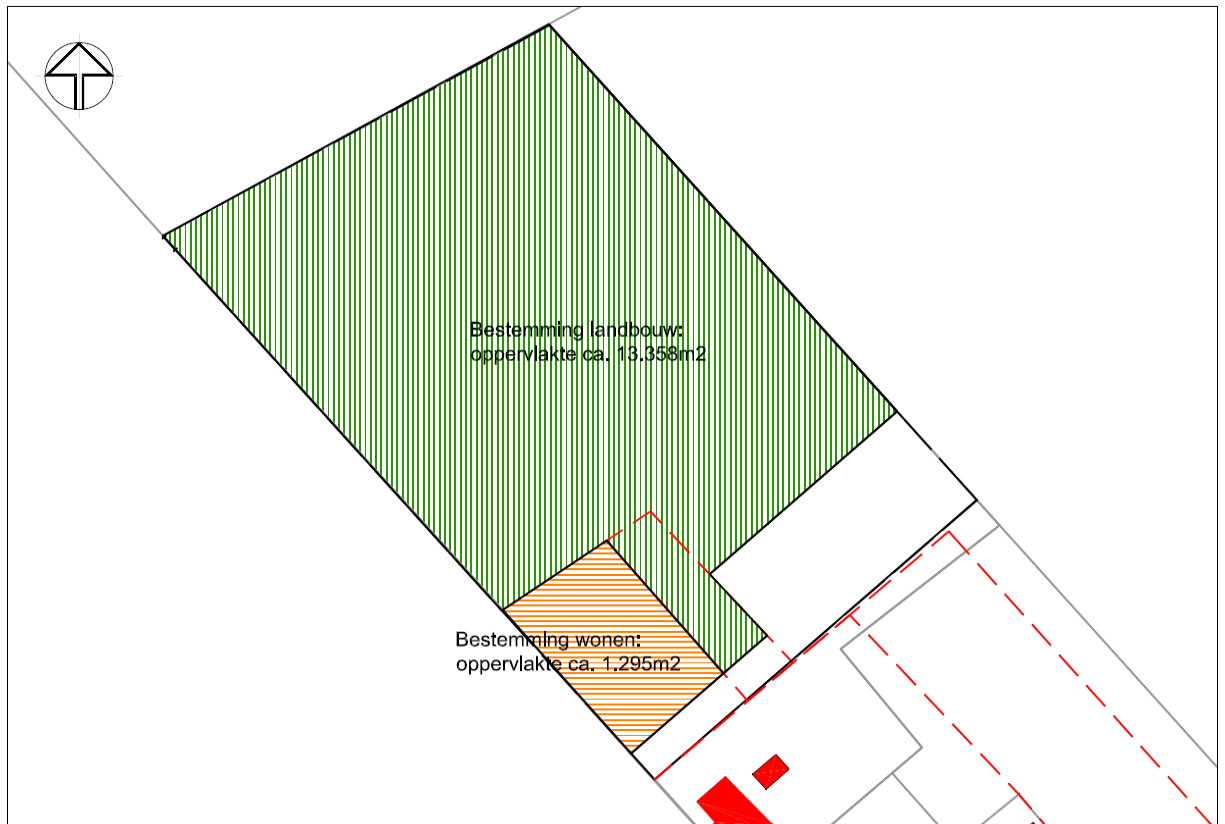 Bestemming landbouw:
oppervlakte ca. 13.358m2
Bestemming wonen:
oppervlakte ca. 1.295m2